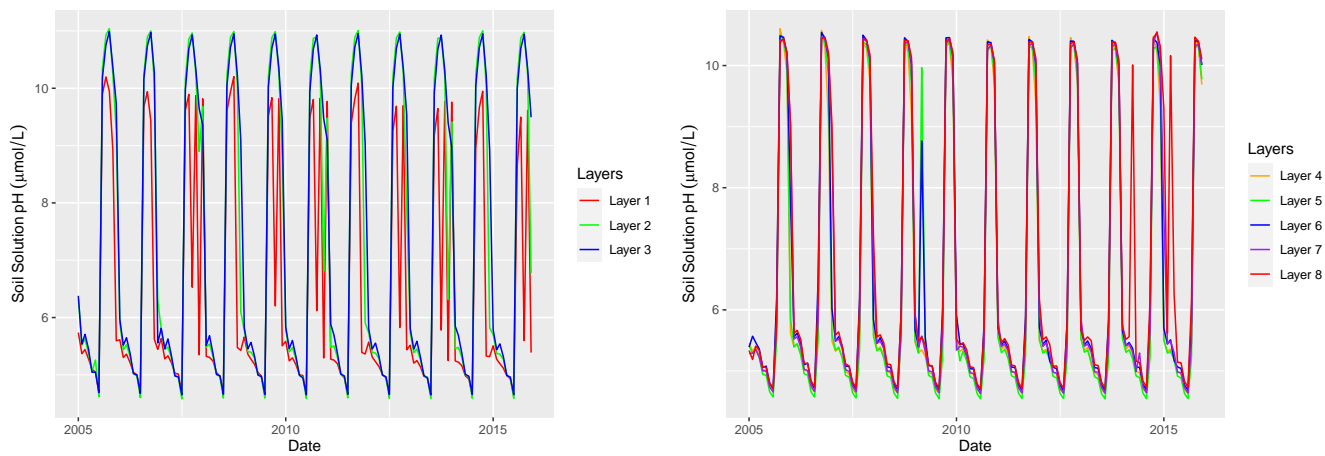 Soil Solution pH (μmol/L)
10
8
6
2005
2010
2015
Date
Layers
Layer 1
Layer 2
Layer 3
Soil Solution pH (μmol/L)
10
8
6
2005
2010
2015
Date
Layers
Layer 4
Layer 5
Layer 6
Layer 7
Layer 8